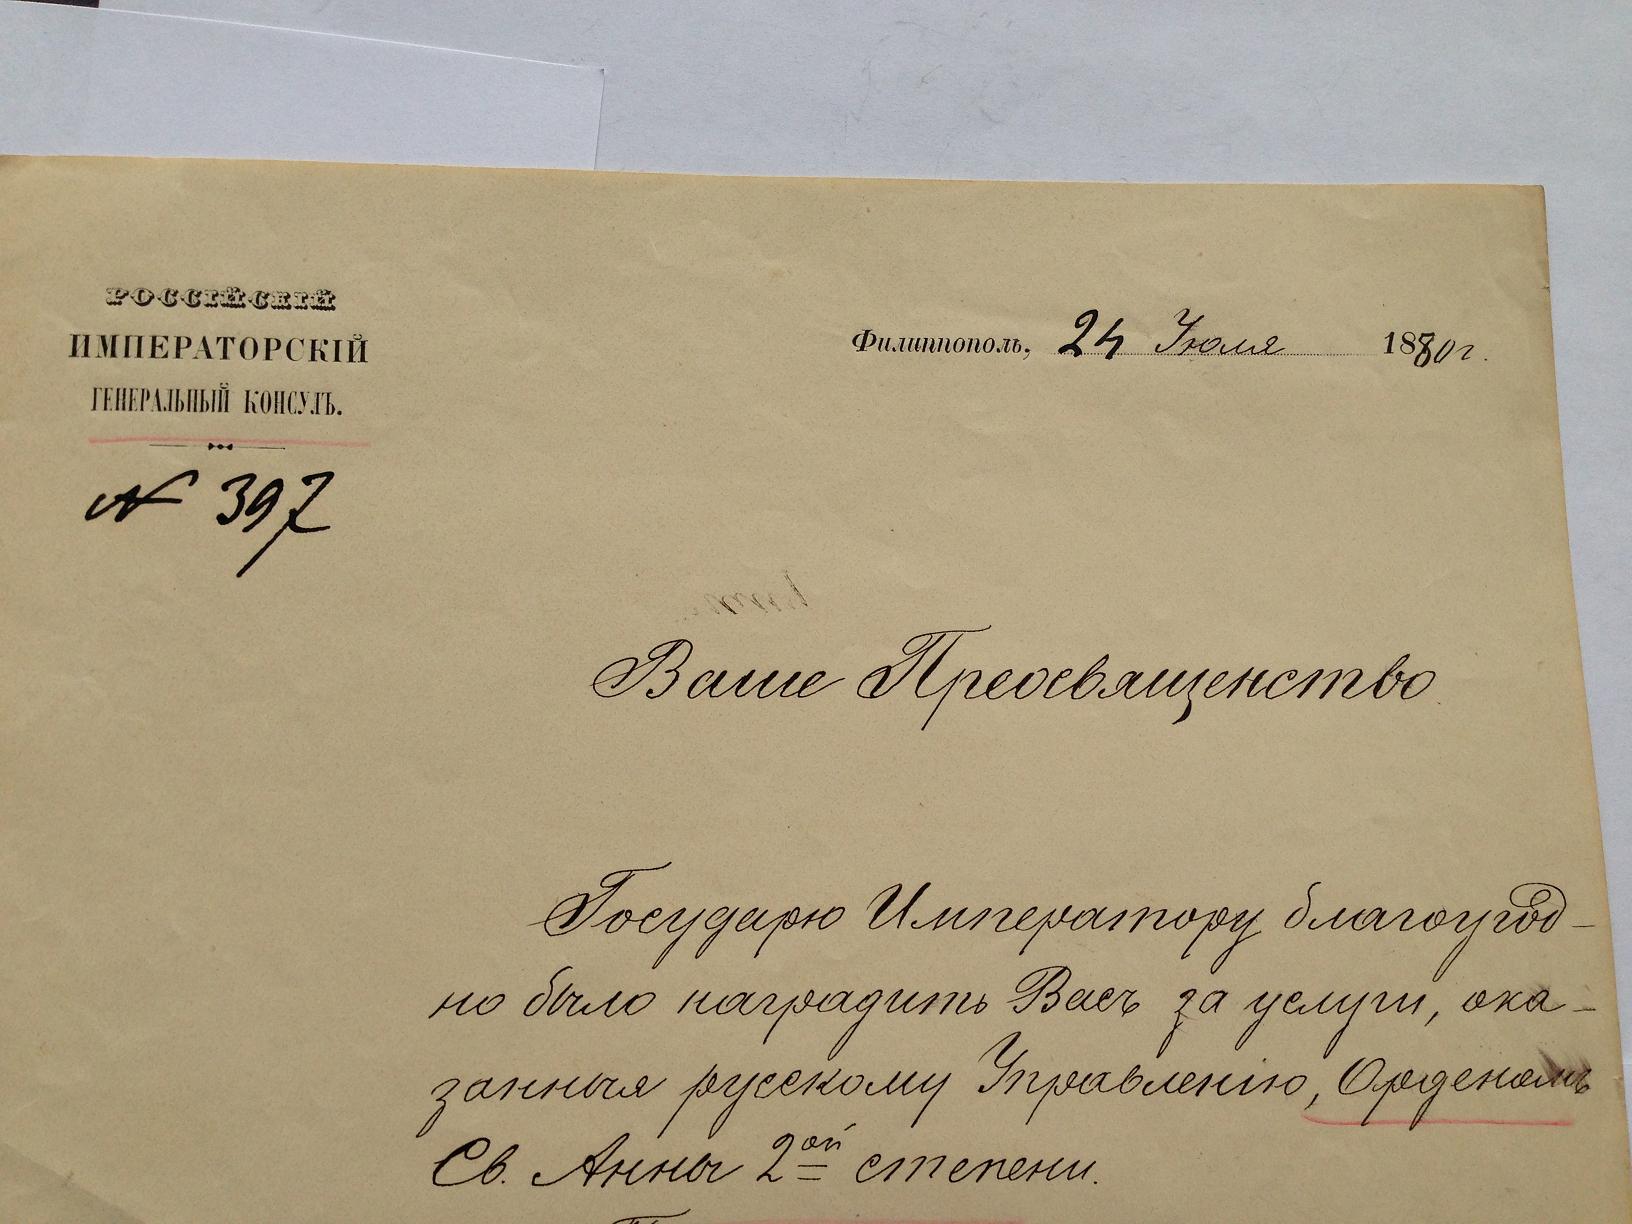 РОССІЙСКІЙ
ИМПЕРАТОРСКІЙ
ГЕНЕРАЛЬНЫЙ КОНСУЛЪ.
N 397
Филиппополь, 24 Іюля 1880 г.
Ваше Преосвященство
Государю Императору благоугод-
но было наградить Васъ за услуги, ока-
занныя русскому Управленію, Орденомъ
Св. Анны 2ой степени.